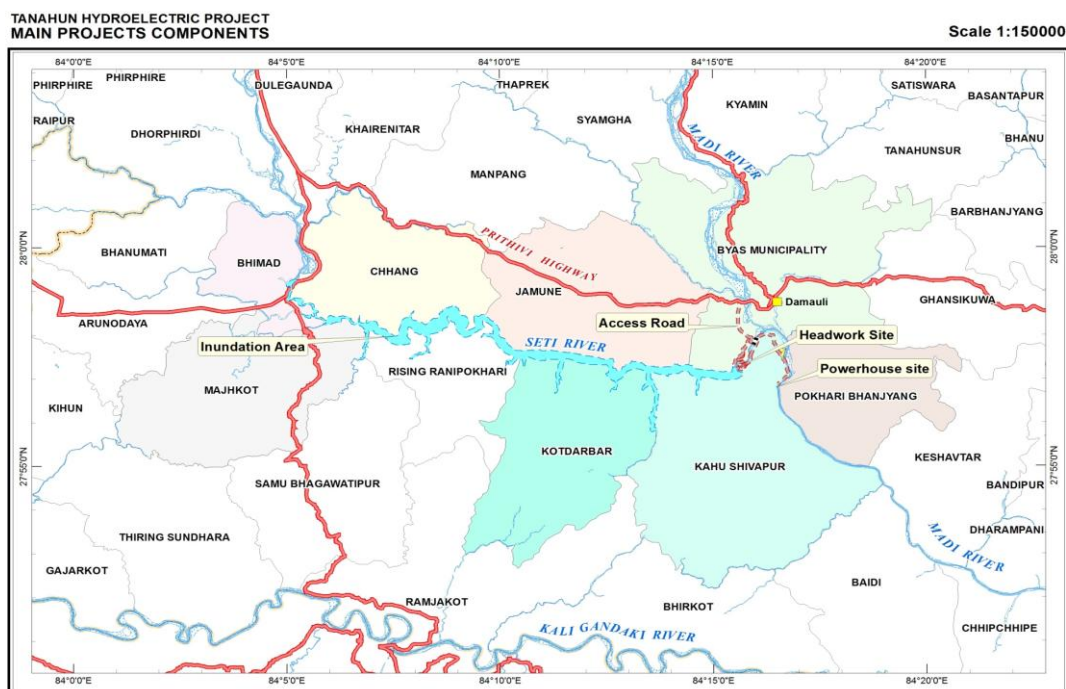 TANAHUN HYDROELECTRIC PROJECT
MAIN PROJECTS COMPONENTS
Scale 1:150000
84°0'0"E
84°5'0"E
84°10'0"E
84°15'0"E
84°20'0"E
PHIRPHIRE
PHIRPHIRE
DULEGAUNDA
THAPREK
SATISWARA
KYAMIN
BASANTAPUR
RAIPUR
SYAMGHA
DHORPHIRDI
KHAIRENITAR
MADI RIVER
BHANU
TANAHUNSUR
MANPANG
BARBHANJYANG
28°0'0"N
28°0'0"N
BHANUMATI
BHIMAD
PRITHIVI HIGHWAY
BYAS MUNICIPALITY
CHHANG
JAMUNE
Damauli
GHANSIKUWA
ARUNODAYA
Access Road
Headwork Site
Inundation Area
SETI RIVER
RISING RANIPOKHARI
Powerhouse site
MAJHKOT
POKHARI BHANJYANG
KIHUN
KOTDARBAR
KESHAVTAR
27°55'0"N
27°55'0"N
KAHU SHIVAPUR
SAMU BHAGAWATIPUR
BANDIPUR
DHARAMPANI
THIRING SUNDHARA
MADI RIVER
GAJARKOT
BAIDI
RAMJAKOT
BHIRKOT
KALI GANDAKI RIVER
CHHIPCHHIPE
84°0'0"E
84°5'0"E
84°10'0"E
84°15'0"E
84°20'0"E